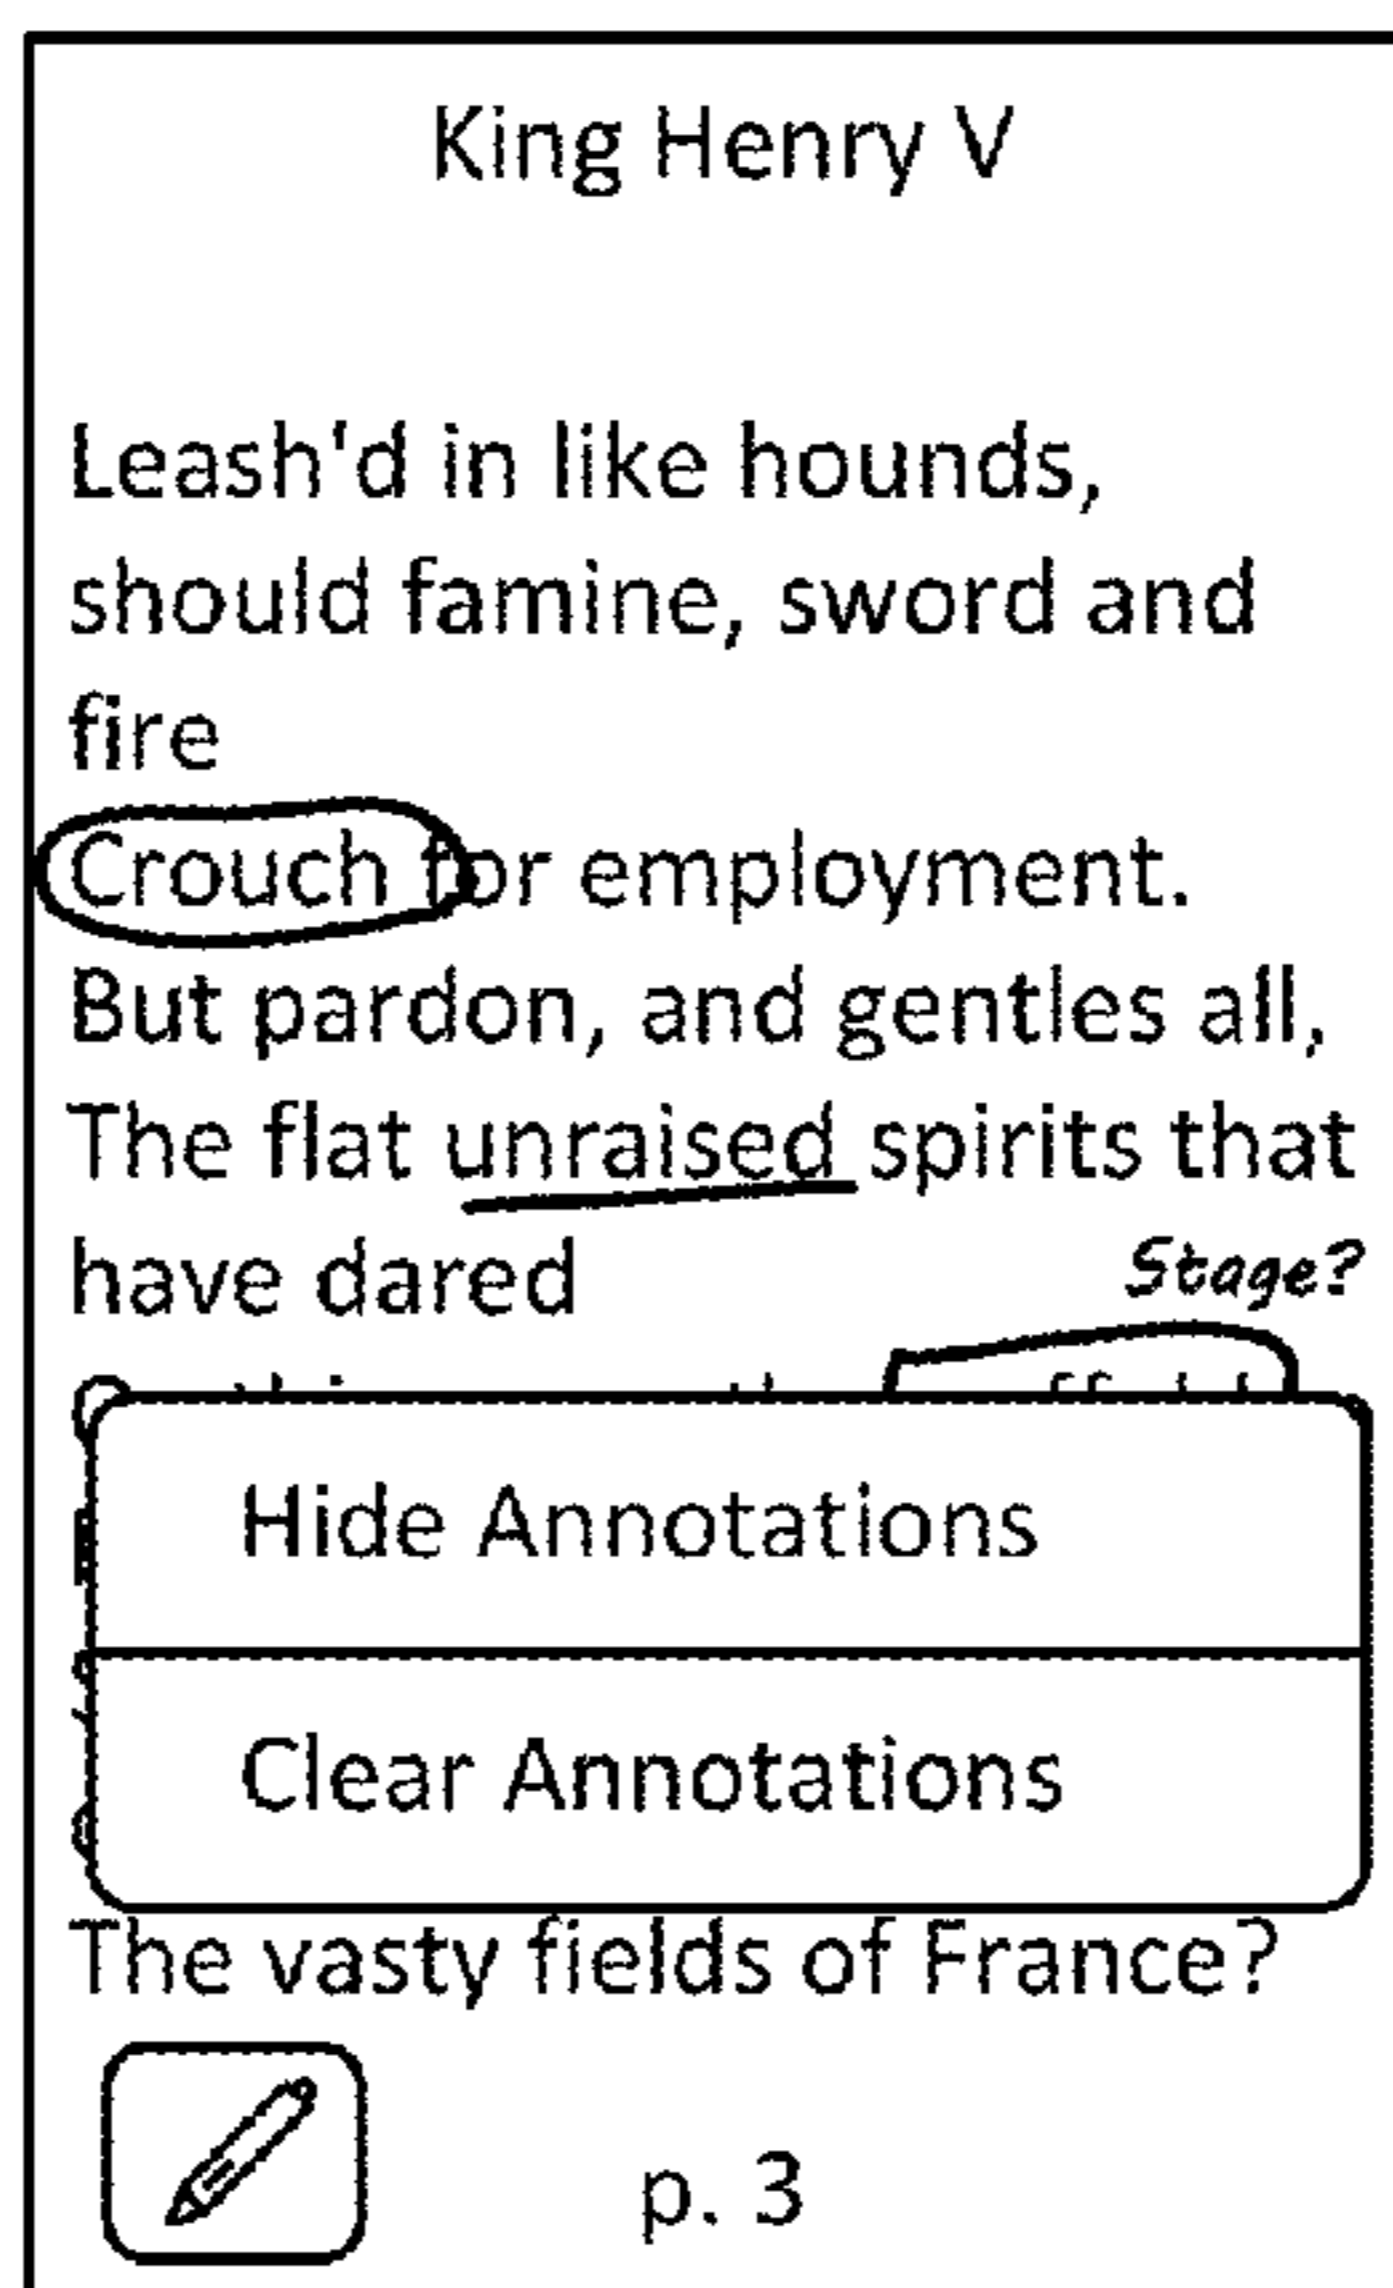 King Henry V
Leash'd in like hounds,
should famine, sword and
fire
Crouch for employment.
But pardon, and gentles all,
The flat unraised spirits that
have dared
Stage?
Hide Annotations
Clear Annotations
The vasty fields of France?
p. 3